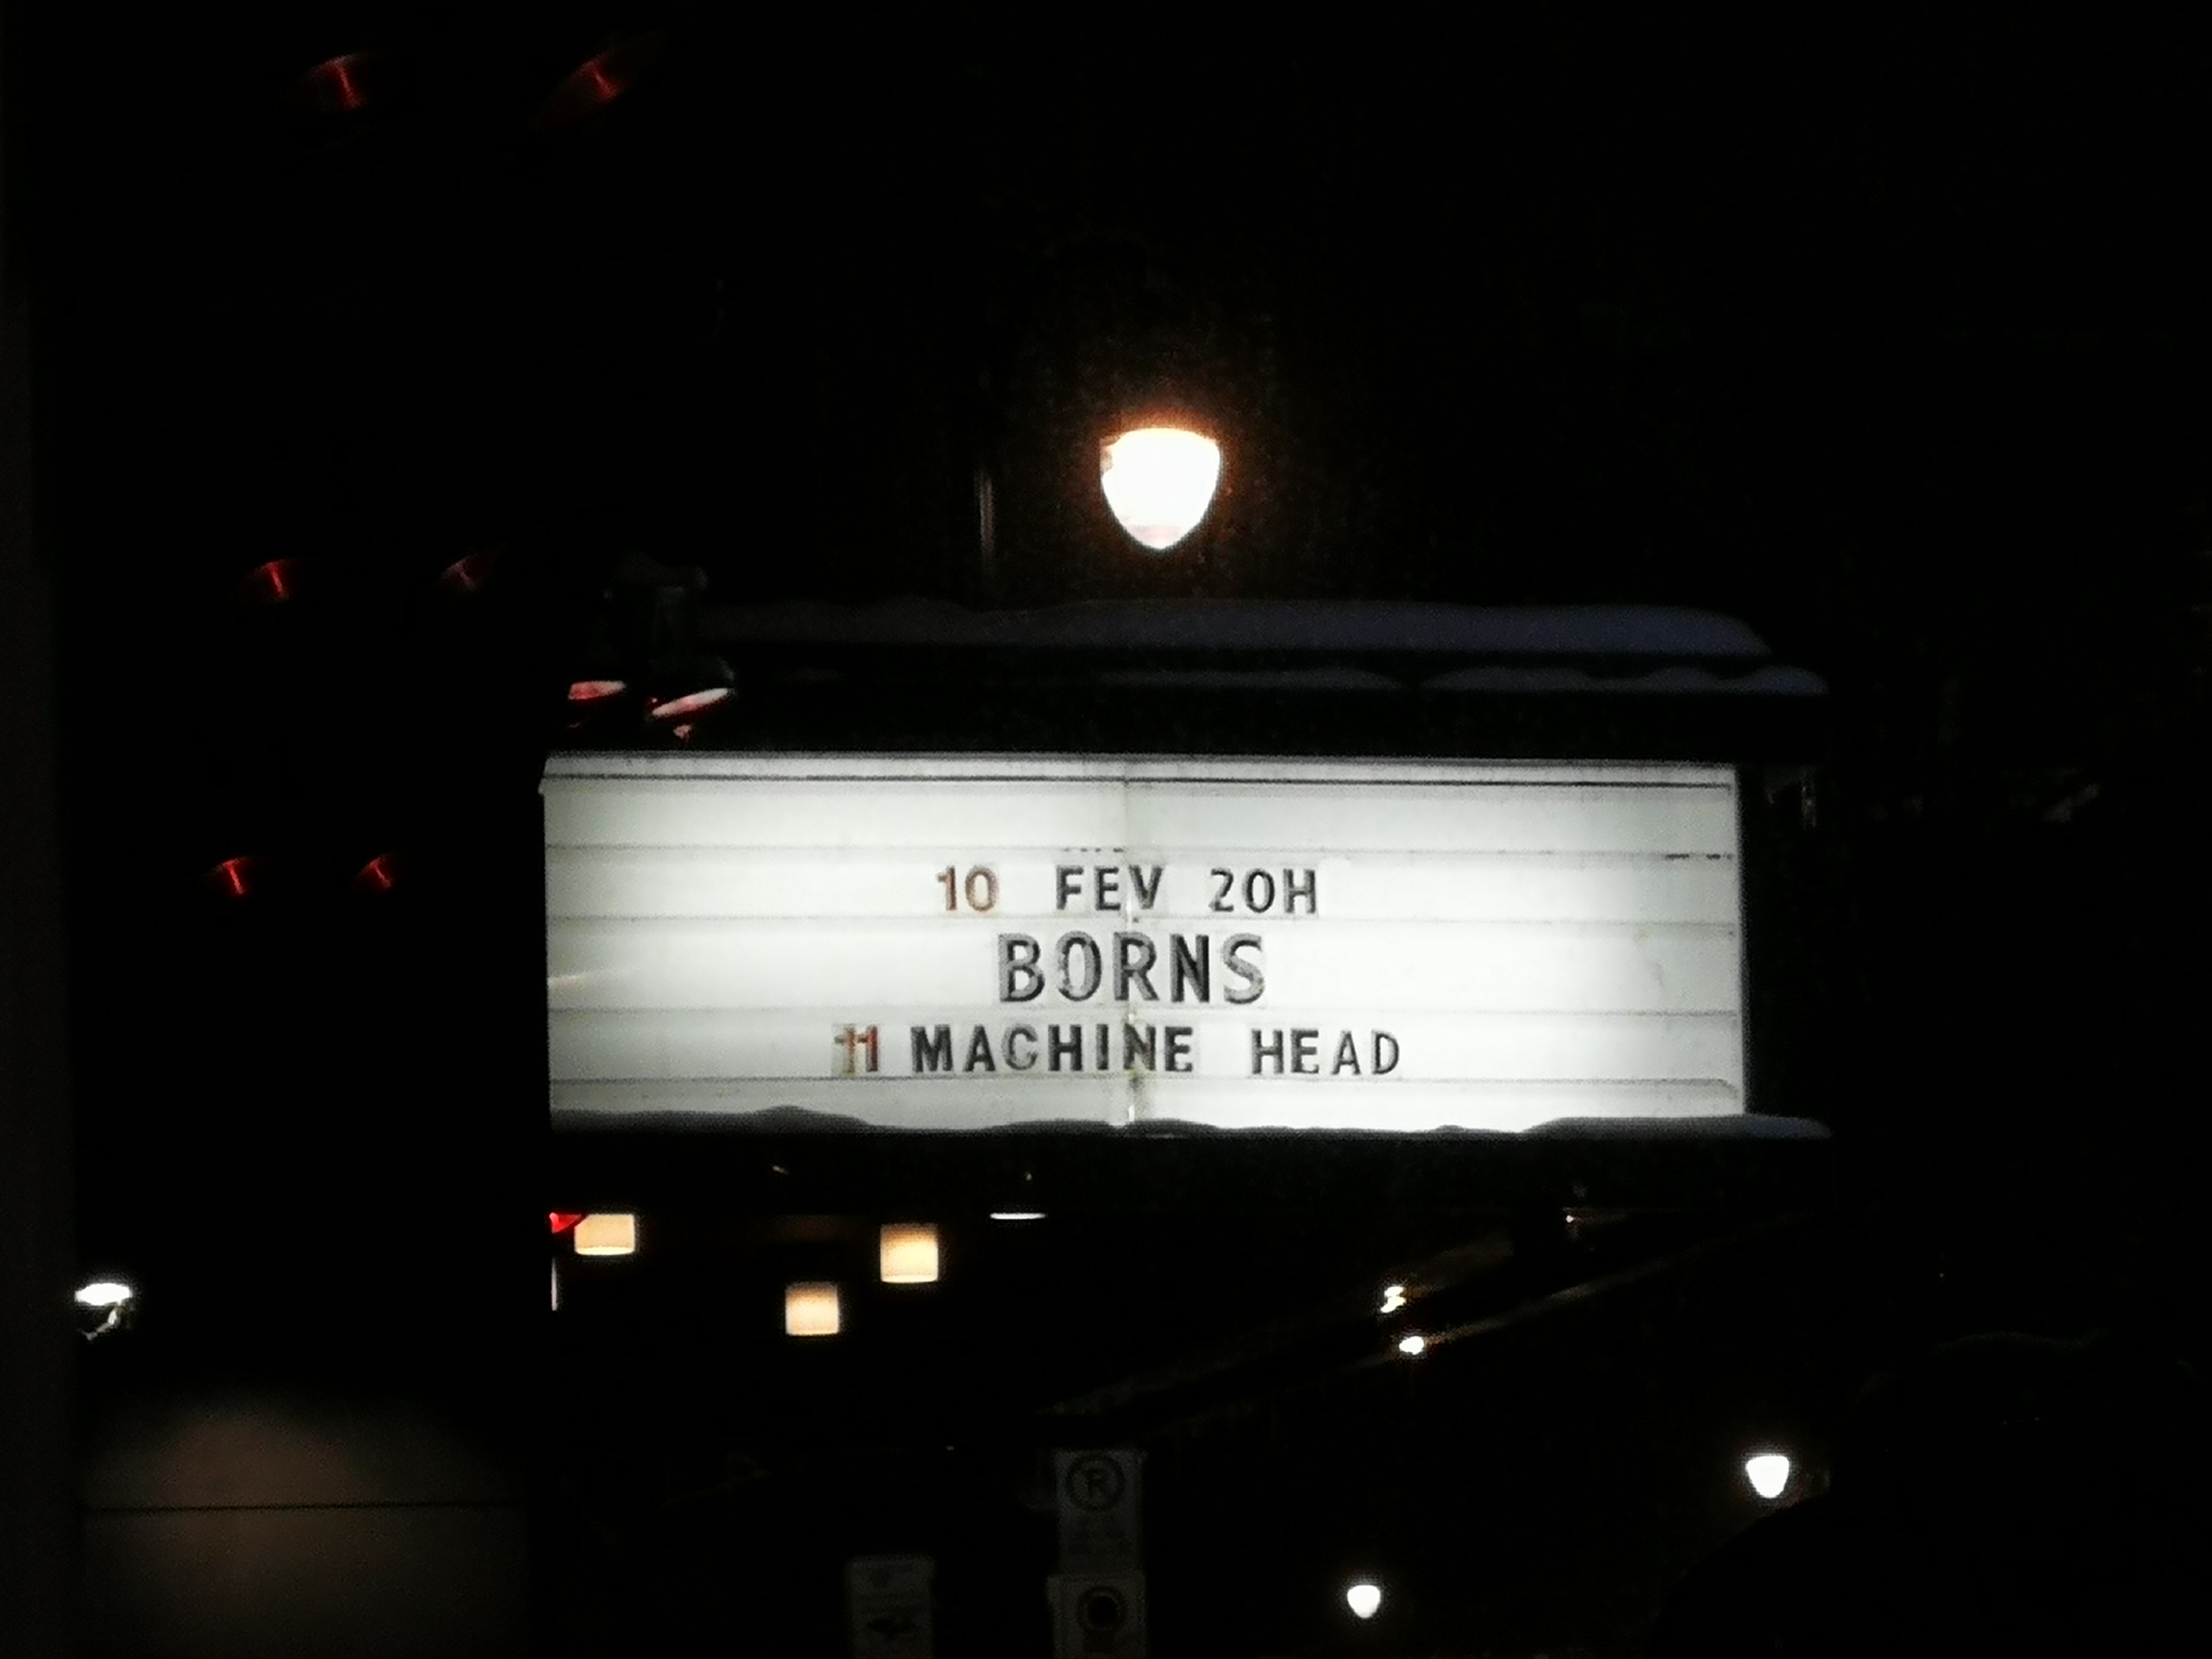 10 FEV 20H
BORNS
11 MACHINE HEAD